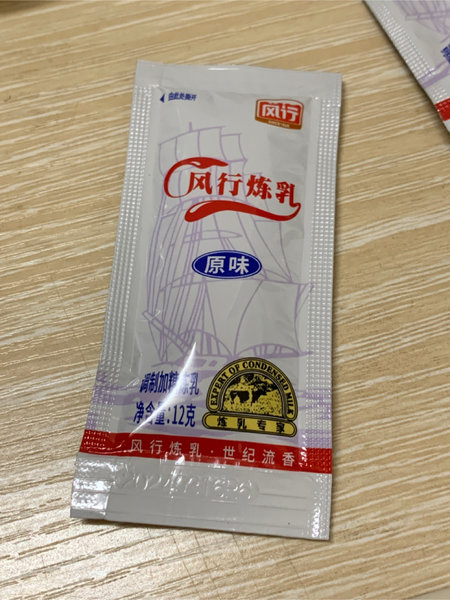 由此处撕开
风行
风行炼乳
原味
调制加糖炼乳
净含量:12克
EXPERT OF CONDENSED MILK
炼乳专家
风行炼乳·世纪流香